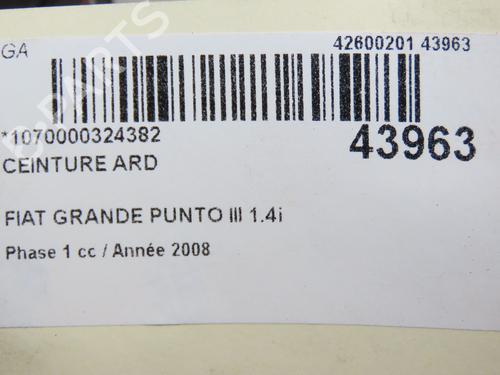 GA
42600201 43963
*1070000324382
43963
CEINTURE ARD
FIAT GRANDE PUNTO III 1.4i
Phase 1 cc / Année 2008